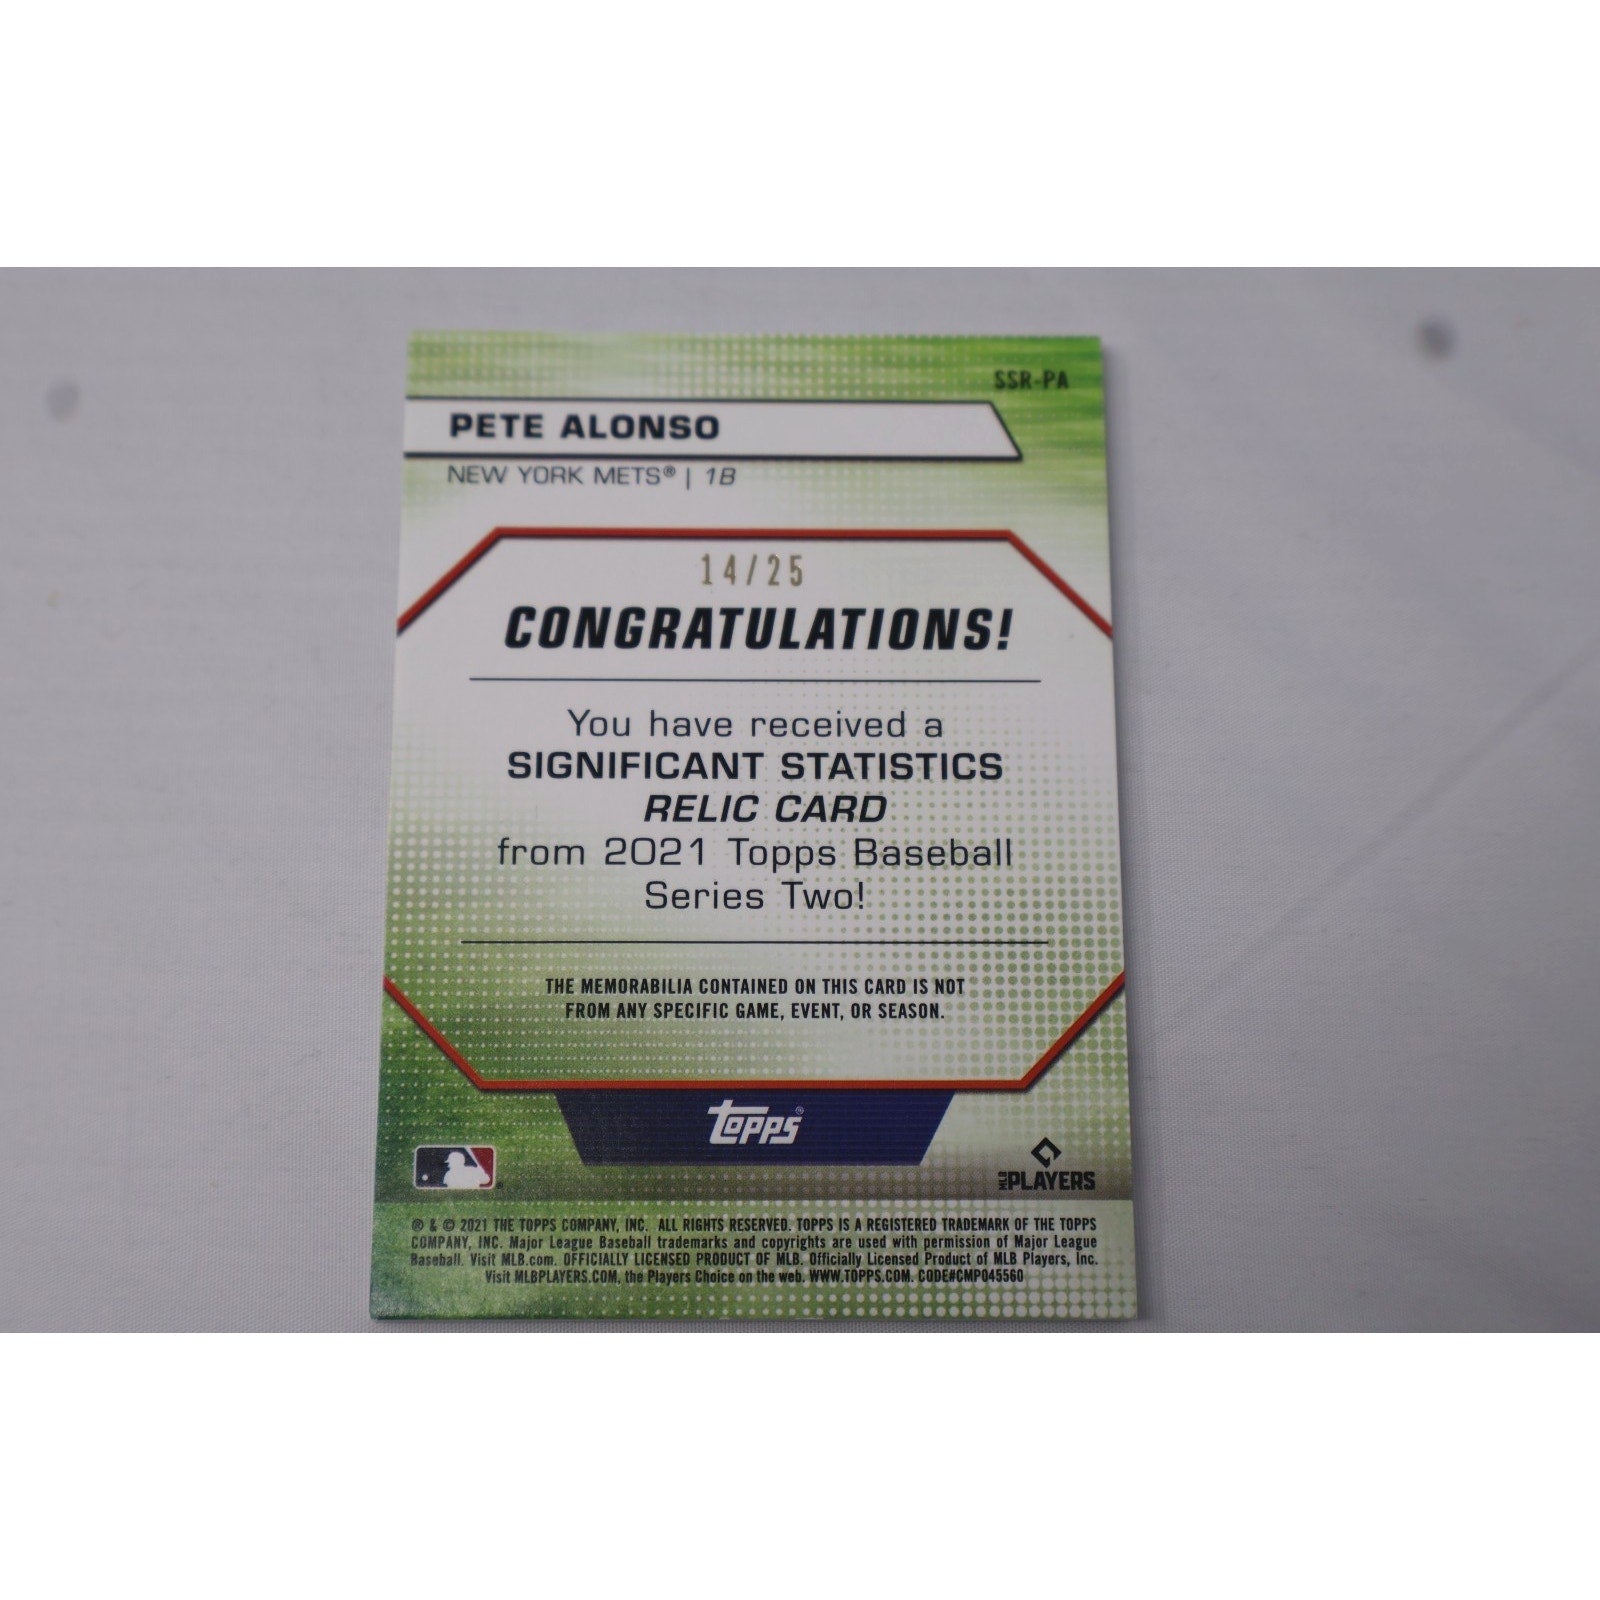 SSR-PA
PETE ALONSO
NEW YORK METS® | 1B
14/25
CONGRATULATIONS!
You have received a
SIGNIFICANT STATISTICS
RELIC CARD
from 2021 Topps Baseball
Series Two!
THE MEMORABILIA CONTAINED ON THIS CARD IS NOT
FROM ANY SPECIFIC GAME, EVENT, OR SEASON.
topps®
MLB PLAYERS
® & © 2021 THE TOPPS COMPANY, INC. ALL RIGHTS RESERVED. TOPPS IS A REGISTERED TRADEMARK OF THE TOPPS
COMPANY, INC. Major League Baseball trademarks and copyrights are used with permission of Major League
Baseball. Visit MLB.com. OFFICIALLY LICENSED PRODUCT OF MLB. Officially Licensed Product of MLB Players, Inc.
Visit MLBPLAYERS.COM, the Players Choice on the web. WWW.TOPPS.COM. CODE#CMP045560